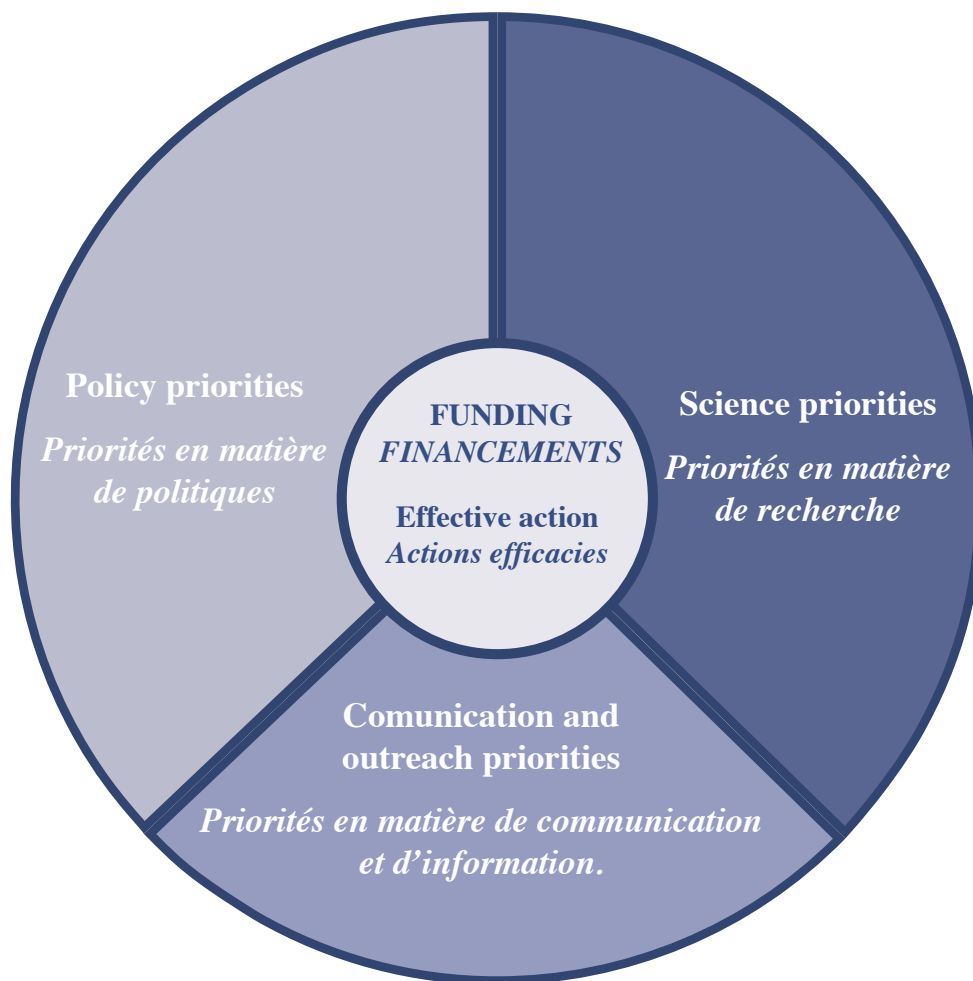 Policy priorities
Priorités en matière
de politiques
FUNDING
FINANCEMENTS
Effective action
Actions efficacies
Science priorities
Priorités en matière
de recherche
Comunication and
outreach priorities
Priorités en matière de communication
et d’information.